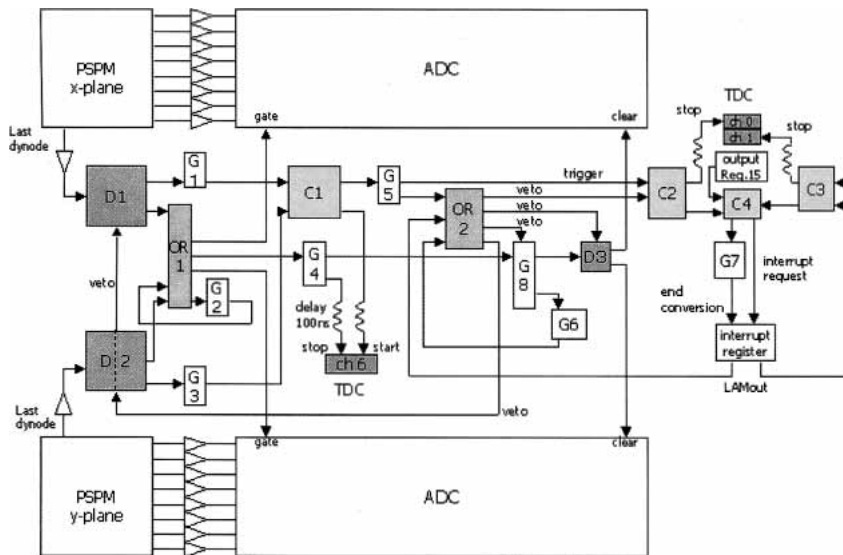 PSPM
x-plane
ADC
gate
clear
TDC
stop
ch 0
ch 1
stop
Last
dynode
G
1
D1
C1
G
5
trigger
veto
veto
veto
C2
output
Reg.15
C3
C4
OR
1
OR
2
G
4
G
8
D3
G7
interrupt
request
veto
G
2
delay
100ns
G6
end
conversion
D 2
G
3
stop
start
ch 6
TDC
interrupt
register
LAMout
Last
dynode
veto
gate
clear
PSPM
y-plane
ADC